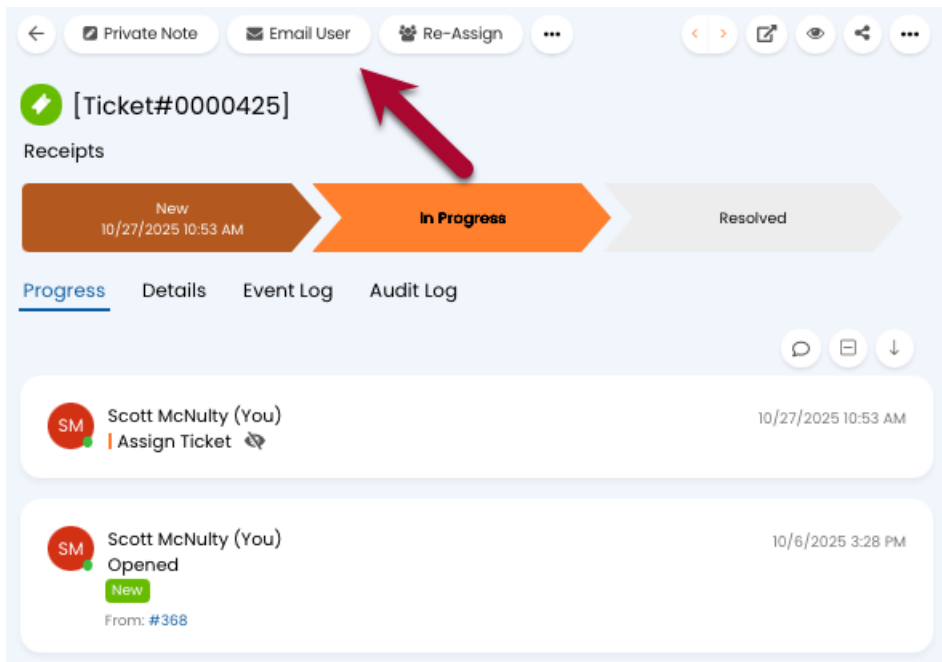 Private Note Email User Re-Assign
[Ticket#0000425]
Receipts
New
10/27/2025 10:53 AM
In Progress
Resolved
Progress Details Event Log Audit Log
SM
Scott McNulty (You)
10/27/2025 10:53 AM
Assign Ticket
SM
Scott McNulty (You)
10/6/2025 3:28 PM
Opened
New
From: #368